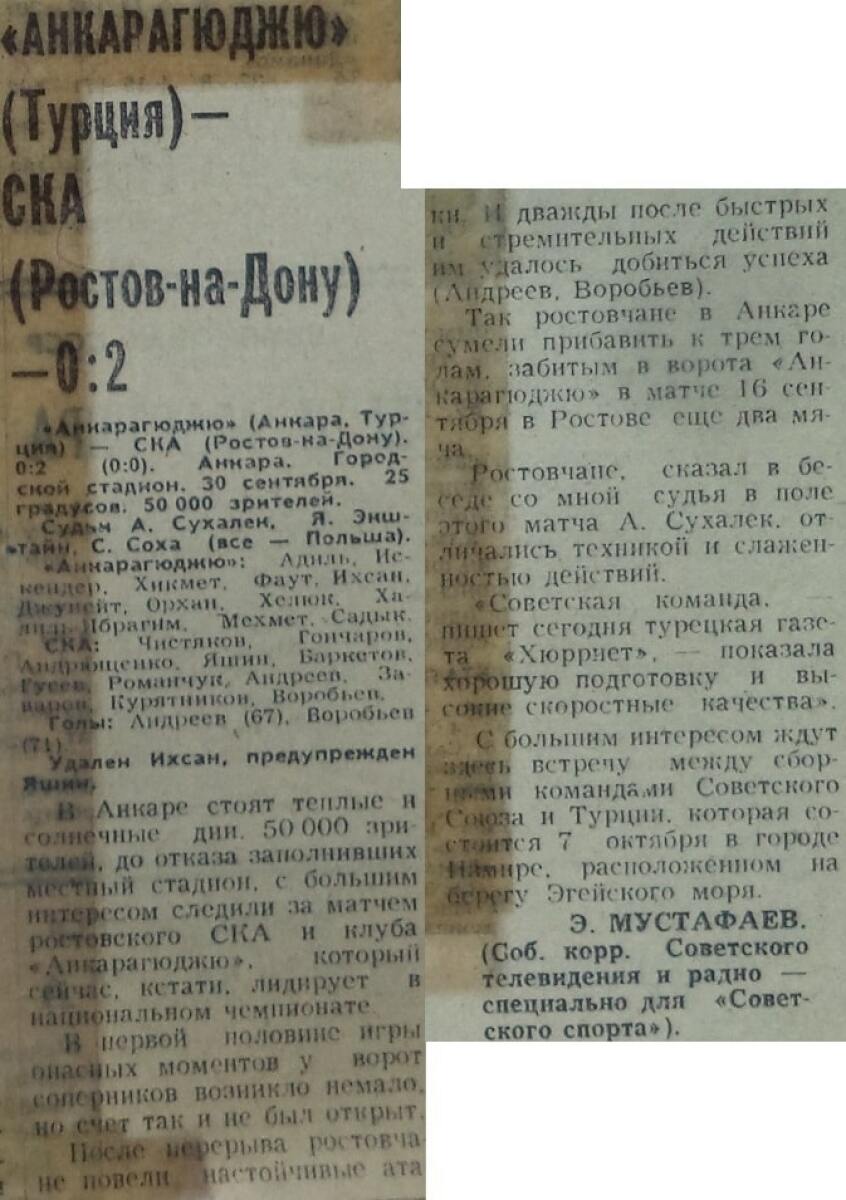 «АНКАРАГЮДЖЮ»
(Турция) —
СКА
(Ростов-на-Дону)
—0:2
«Анкарагюджю» (Анкара, Тур-
ция) — СКА (Ростов-на-Дону).
0:2 (0:0). Анкара. Город-
ской стадион. 30 сентября. 25
градусов. 50 000 зрителей.
Судьи А. Сухалек, Я. Энш-
тайн, С. Соха (все — Польша).
«Анкарагюджю»: Адиль, Ис-
кендер, Хикмет, Фаут, Ихсан,
Джунейт, Орхан, Хелюк, Ха-
лиль Ибрагим, Мехмет, Садык.
СКА: Чистяков, Гончаров,
Андрющенко, Яшин, Баркетов,
Гусев, Романчук, Андреев, За-
варов, Курятников, Воробьев.
Голы: Андреев (67), Воробьев
(71).
Удален Ихсан, предупрежден
Яшин.
В Анкаре стоят теплые и
солнечные дни. 50 000 зри-
телей, до отказа заполнивших
местный стадион, с большим
интересом следили за матчем
ростовского СКА и клуба
«Анкарагюджю», который
сейчас, кстати, лидирует в
национальном чемпионате.
В первой половине игры
опасных моментов у ворот
соперников возникло немало,
но счет так и не был открыт.
После перерыва ростовча-
не повели настойчивые ата
ки. И дважды после быстрых
и стремительных действий
им удалось добиться успеха
(Андреев, Воробьев).
Так ростовчане в Анкаре
сумели прибавить к трем го-
лам, забитым в ворота «Ан-
карагюджю» в матче 16 сен-
тября в Ростове еще два мя-
ча.
Ростовчане, сказал в бе-
седе со мной судья в поле
этого матча А. Сухалек, от-
личались техникой и слажен-
ностью действий.
«Советская команда, —
пишет сегодня турецкая газе-
та «Хюрриет», — показала
хорошую подготовку и вы-
сокие скоростные качества».
С большим интересом ждут
здесь встречу между сбор-
ными командами Советского
Союза и Турции, которая со-
стоится 7 октября в городе
Измире, расположенном на
берегу Эгейского моря.
Э. МУСТАФАЕВ.
(Соб. корр. Советского
телевидения и радио —
специально для «Совет-
ского спорта»).